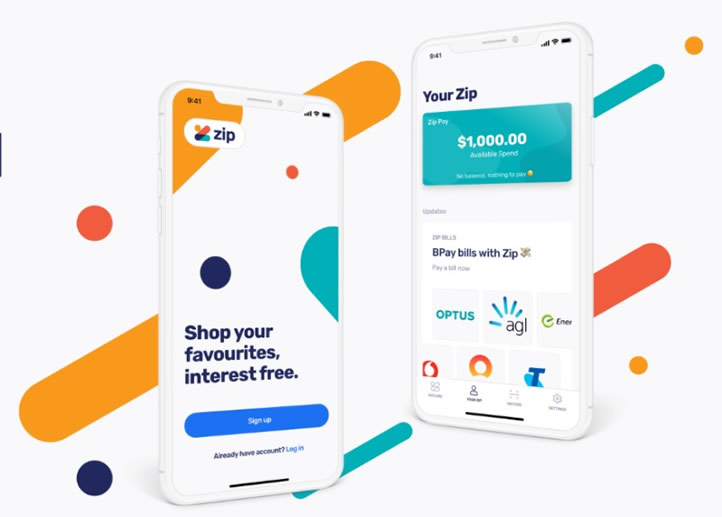 9:41
zip
Shop your
favourites,
interest free.
Sign up
Already have account? Log in
9:41
Your Zip
Zip Pay
$1,000.00
Available Spend
No balance, nothing to pay 😄
Updates
ZIP BILLS
BPay bills with Zip 💸
Pay a bill now
OPTUS
agl
Ener
YOUR ZIP
SETTINGS